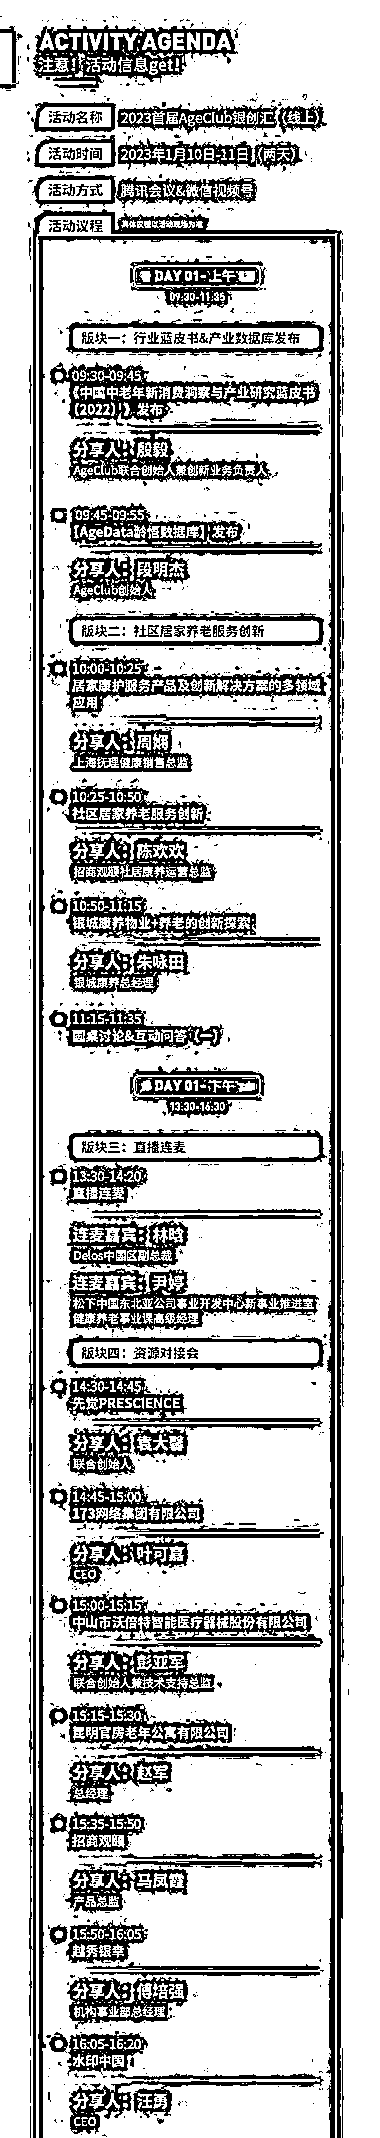 ACTIVITY AGENDA
注意！活动信息get！
活动名称 2023首届AgeClub银创汇（线上）
活动时间 2023年1月10日-11日（两天）
活动方式 腾讯会议&微信视频号
活动议程
DAY 01-上午
09:30-11:35
版块一：行业蓝皮书&产业数据库发布
09:30-09:45
《中国中老年新消费洞察与产业研究蓝皮书
（2022）》发布
分享人：段毅
AgeClub联合创始人兼创新业务负责人
09:45-09:55
【AgeData龄恒数据库】发布
分享人：段明杰
AgeClub创始人
版块二：社区居家养老服务创新
10:00-10:25
居家康护服务产品及创新解决方案的多领域
应用
分享人：周娴
上海抚理健康销售总监
10:25-10:50
社区居家养老服务创新
分享人：陈欢欢
招商观颐社居康养运营总监
10:50-11:15
银城康养物业+养老的创新探索
分享人：朱咏田
银城康养总经理
11:15-11:35
圆桌讨论&互动问答（一）
DAY 01-下午
13:30-16:30
版块三：直播连麦
13:30-14:20
直播连麦
连麦嘉宾：林晗
Delos中国区副总裁
连麦嘉宾：尹婷
松下中国东北亚公司事业开发中心新事业推进室
健康养老事业课高级经理
版块四：资源对接会
14:30-14:45
先觉PRESCIENCE
分享人：袁大馨
联合创始人
14:45-15:00
173网络集团有限公司
分享人：叶可嘉
CEO
15:00-15:15
中山市沃倍特智能医疗器械股份有限公司
分享人：彭亚军
联合创始人兼技术支持总监
15:15-15:30
昆明官房老年公寓有限公司
分享人：赵军
总经理
15:35-15:50
招商观颐
分享人：马凤霞
产品总监
15:50-16:05
越秀银幸
分享人：傅培强
机构事业部总经理
16:05-16:20
水印中国
分享人：汪勇
CEO